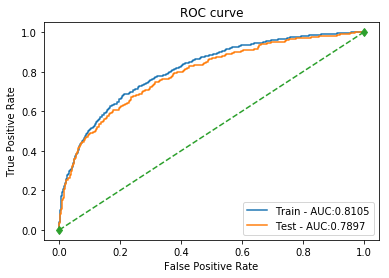 ROC curve
True Positive Rate
1.0
0.8
0.6
0.4
0.2
0.0
Train - AUC:0.8105
Test - AUC:0.7897
0.0 0.2 0.4 0.6 0.8 1.0
False Positive Rate